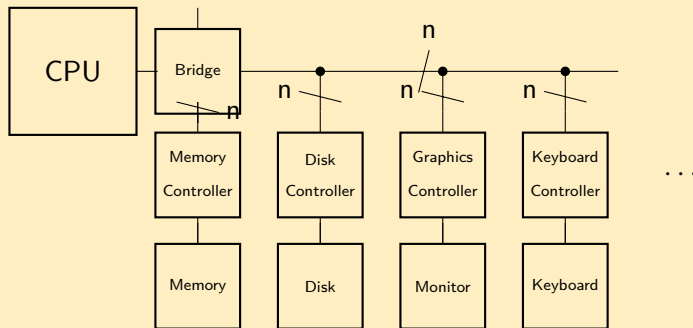 n
CPU
Bridge
n
n
n
n
Memory
Controller
Disk
Controller
Graphics
Controller
Keyboard
Controller
. . .
Memory
Disk
Monitor
Keyboard